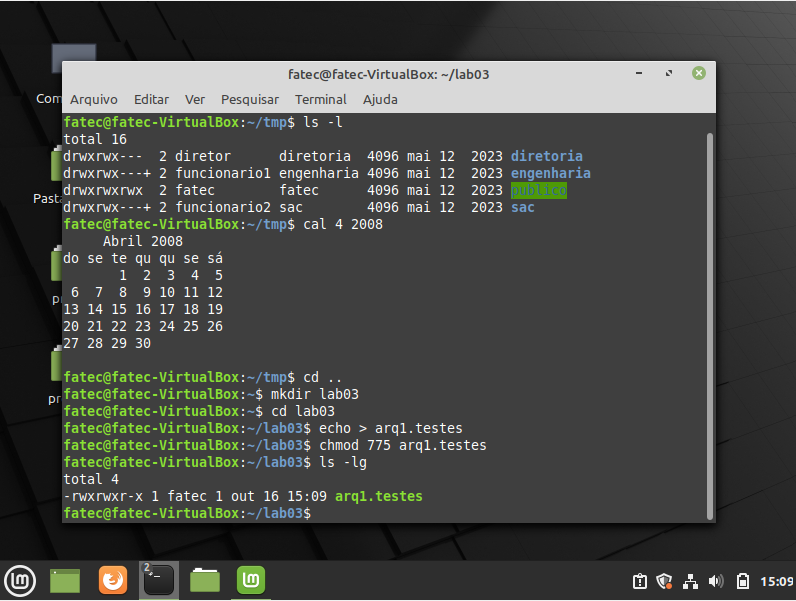 fatec@fatec-VirtualBox: ~/lab03
Arquivo Editar Ver Pesquisar Terminal Ajuda
fatec@fatec-VirtualBox:~/tmp$ ls -l
total 16
drwxrwx--- 2 diretor diretoria 4096 mai 12 2023 diretoria
drwxrwx---+ 2 funcionario1 engenharia 4096 mai 12 2023 engenharia
drwxrwxrwx 2 fatec fatec 4096 mai 12 2023 publico
drwxrwx---+ 2 funcionario2 sac 4096 mai 12 2023 sac
fatec@fatec-VirtualBox:~/tmp$ cal 4 2008
Abril 2008
do se te qu qu se sá
1 2 3 4 5
6 7 8 9 10 11 12
13 14 15 16 17 18 19
20 21 22 23 24 25 26
27 28 29 30
fatec@fatec-VirtualBox:~/tmp$ cd ..
fatec@fatec-VirtualBox:~$ mkdir lab03
fatec@fatec-VirtualBox:~$ cd lab03
fatec@fatec-VirtualBox:~/lab03$ echo > arq1.testes
fatec@fatec-VirtualBox:~/lab03$ chmod 775 arq1.testes
fatec@fatec-VirtualBox:~/lab03$ ls -lg
total 4
-rwxrwxr-x 1 fatec 1 out 16 15:09 arq1.testes
fatec@fatec-VirtualBox:~/lab03$
Com
Pasta
pr
pr
2
15:09